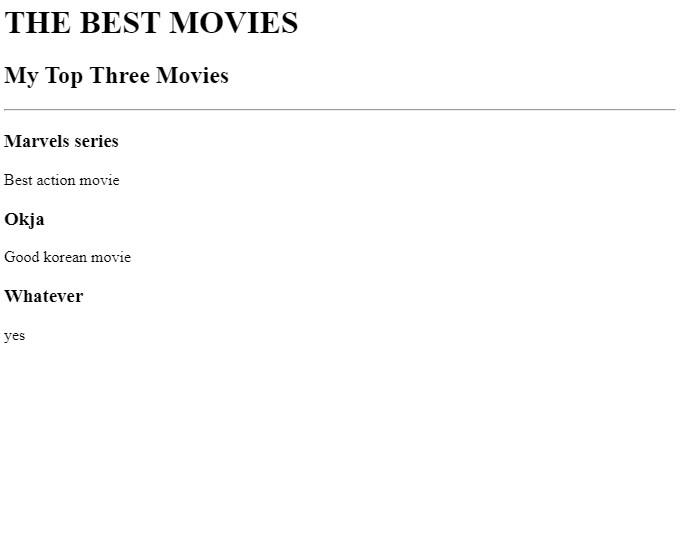 THE BEST MOVIES
My Top Three Movies
Marvels series
Best action movie
Okja
Good korean movie
Whatever
yes